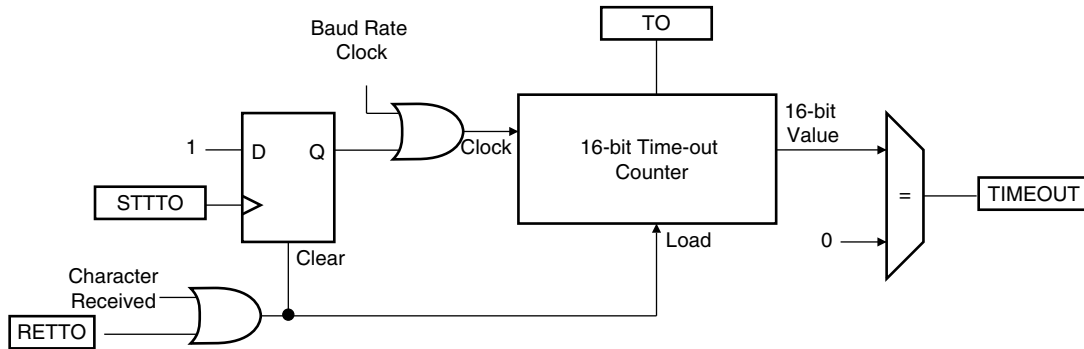 TO
Baud Rate
Clock
16-bit
Value
1
D
Q
Clock
16-bit Time-out
Counter
STTTO
=
TIMEOUT
Clear
Load
0
Character
Received
RETTO